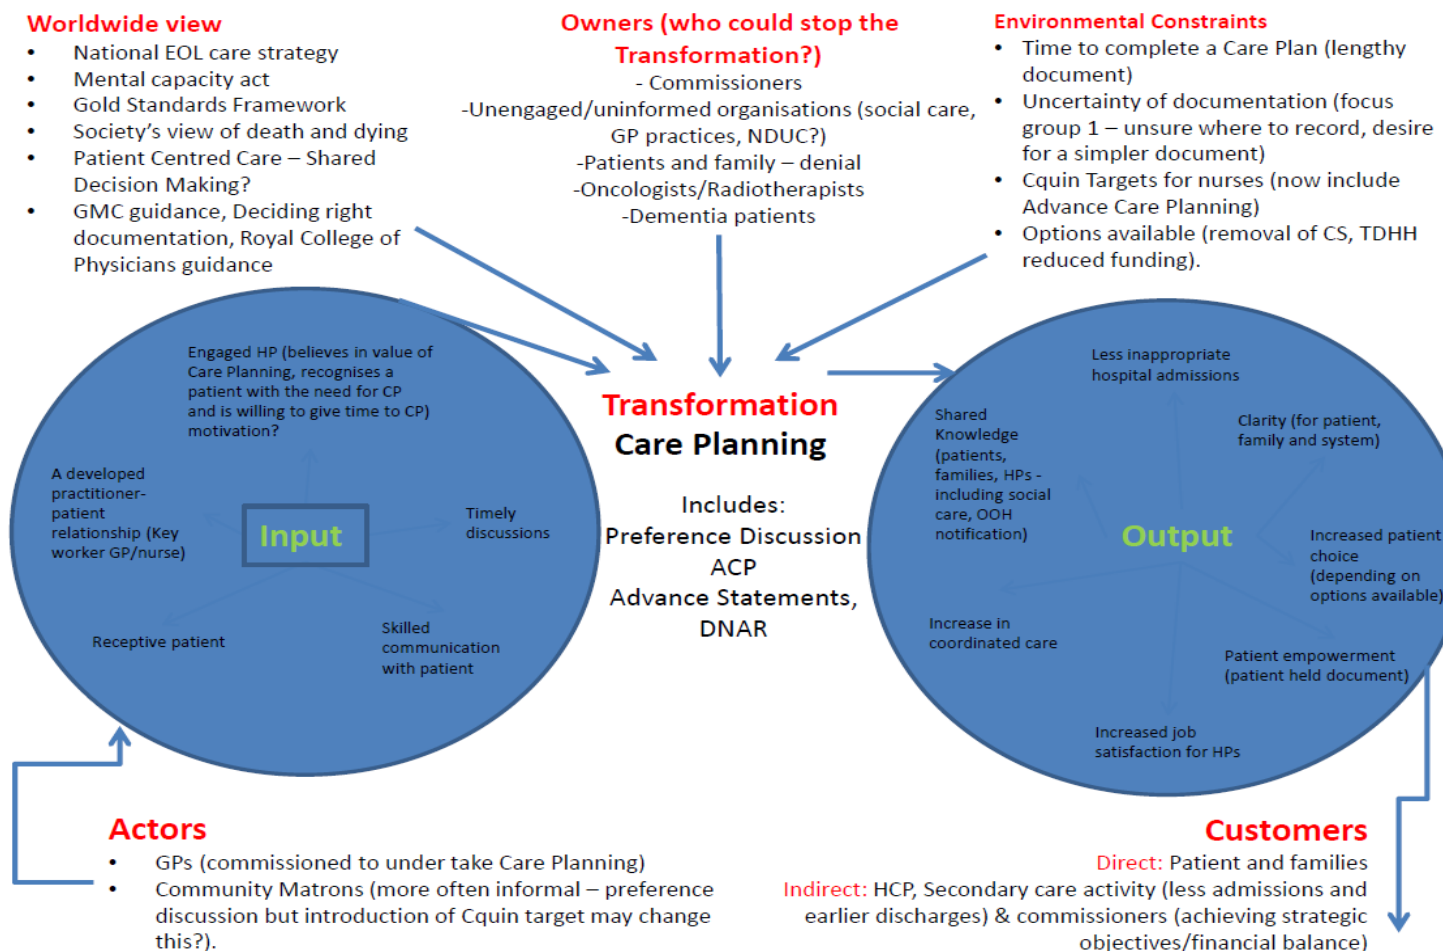 Worldwide view
• National EOL care strategy
• Mental capacity act
• Gold Standards Framework
• Society's view of death and dying
• Patient Centred Care – Shared
Decision Making?
• GMC guidance, Deciding right
documentation, Royal College of
Physicians guidance
Owners (who could stop the
Transformation?)
- Commissioners
-Unengaged/uninformed organisations (social care,
GP practices, NDUC?)
-Patients and family – denial
-Oncologists/Radiotherapists
-Dementia patients
Environmental Constraints
• Time to complete a Care Plan (lengthy
document)
• Uncertainty of documentation (focus
group 1 – unsure where to record, desire
for a simpler document)
• Cquin Targets for nurses (now include
Advance Care Planning)
• Options available (removal of CS, TDHH
reduced funding).
Engaged HP (believes in value of
Care Planning, recognises a
patient with the need for CP
and is willing to give time to CP)
motivation?
A developed
practitioner-
patient
relationship (Key
worker GP/nurse)
Input
Timely
discussions
Receptive patient
Skilled
communication
with patient
Transformation
Care Planning
Includes:
Preference Discussion
ACP
Advance Statements,
DNAR
Less inappropriate
hospital admissions
Shared
Knowledge
(patients,
families, HPs -
including social
care, OOH
notification)
Clarity (for patient,
family and system)
Output
Increased patient
choice
(depending on
options available)
Increase in
coordinated care
Patient empowerment
(patient held document)
Increased job
satisfaction for HPs
Actors
• GPs (commissioned to under take Care Planning)
• Community Matrons (more often informal – preference
discussion but introduction of Cquin target may change
this?).
Customers
Direct: Patient and families
Indirect: HCP, Secondary care activity (less admissions and
earlier discharges) & commissioners (achieving strategic
objectives/financial balance)